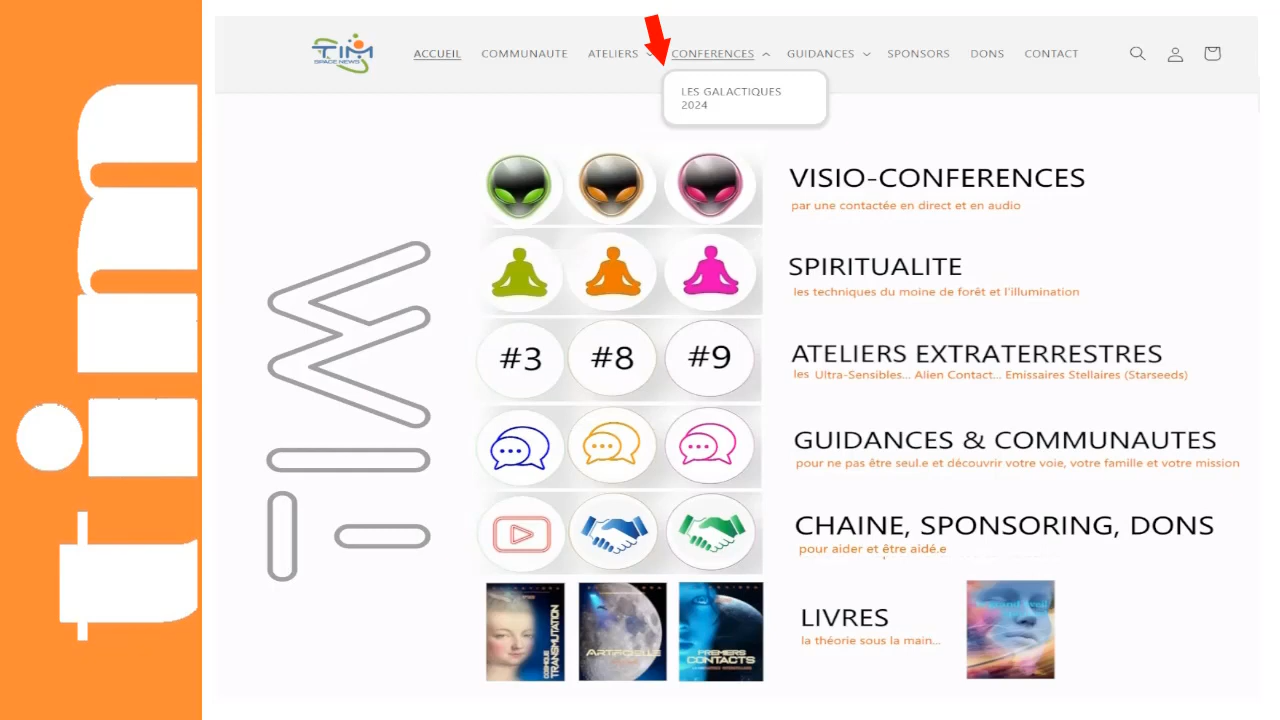 tim
TIM
SPACE NEWS
ACCUEIL COMMUNAUTE ATELIERS CONFERENCES GUIDANCES SPONSORS DONS CONTACT
LES GALACTIQUES
2024
TIM
VISIO-CONFERENCES
par une contactée en direct et en audio
SPIRITUALITE
les techniques du moine de forêt et l'illumination
#3 #8 #9
ATELIERS EXTRATERRESTRES
les Ultra-Sensibles... Alien Contact... Emissaires Stellaires (Starseeds)
GUIDANCES & COMMUNAUTES
pour ne pas être seul.e et découvrir votre voie, votre famille et votre mission
CHAINE, SPONSORING, DONS
pour aider et être aidé.e
COSMIQUE
TRANSMUTATION
ARTIFICIELLE
PREMIERS
CONTACTS
LIVRES
la théorie sous la main...